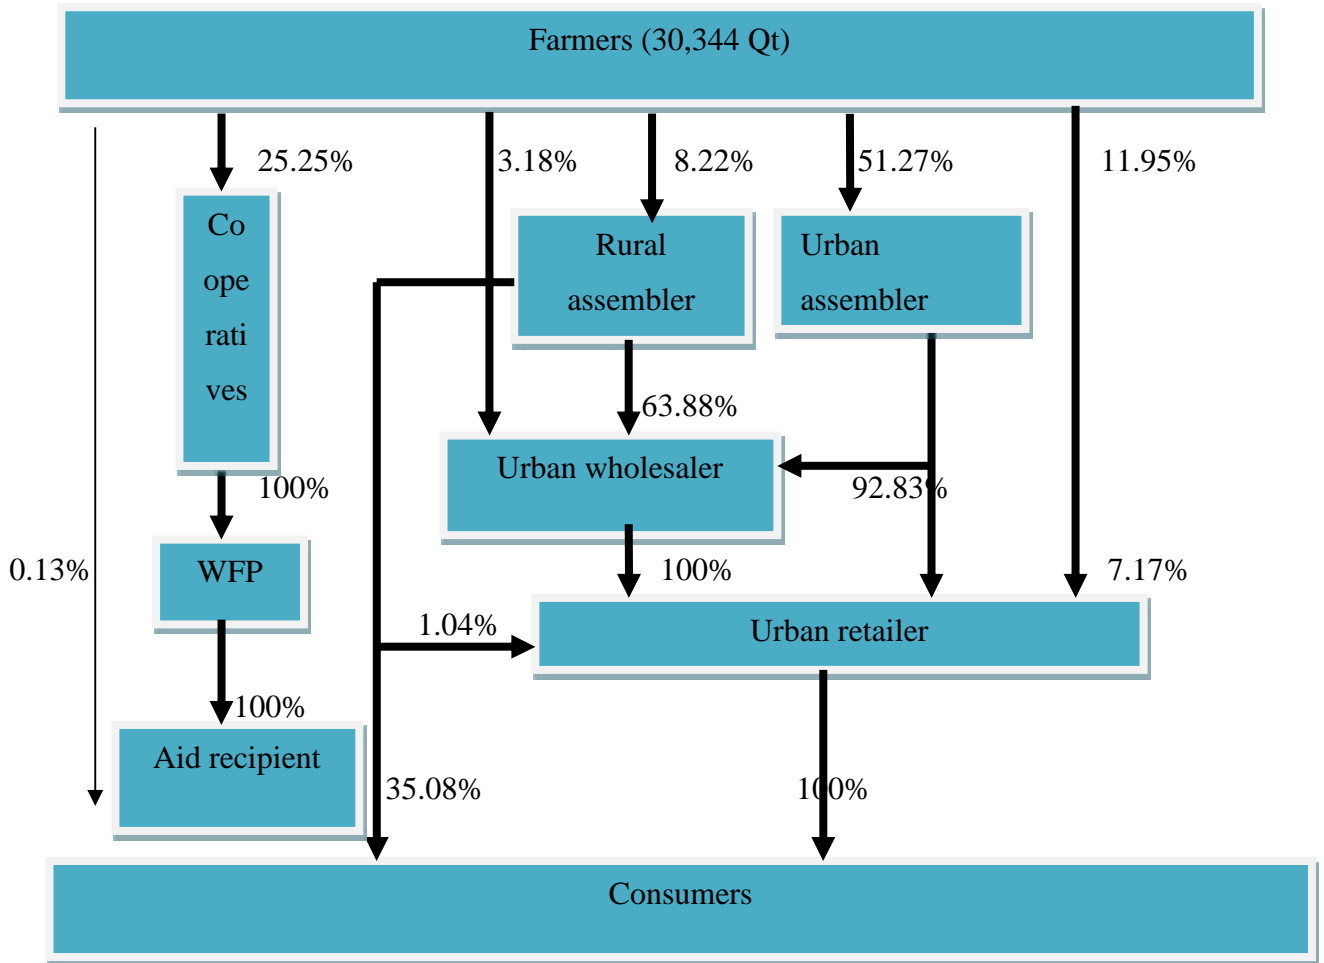 Farmers (30,344 Qt)
25.25%
3.18%
8.22%
51.27%
11.95%
Co
ope
rati
ves
Rural
assembler
Urban
assembler
63.88%
Urban wholesaler
100%
92.83%
0.13%
WFP
100%
7.17%
1.04%
Urban retailer
100%
Aid recipient
35.08%
100%
Consumers